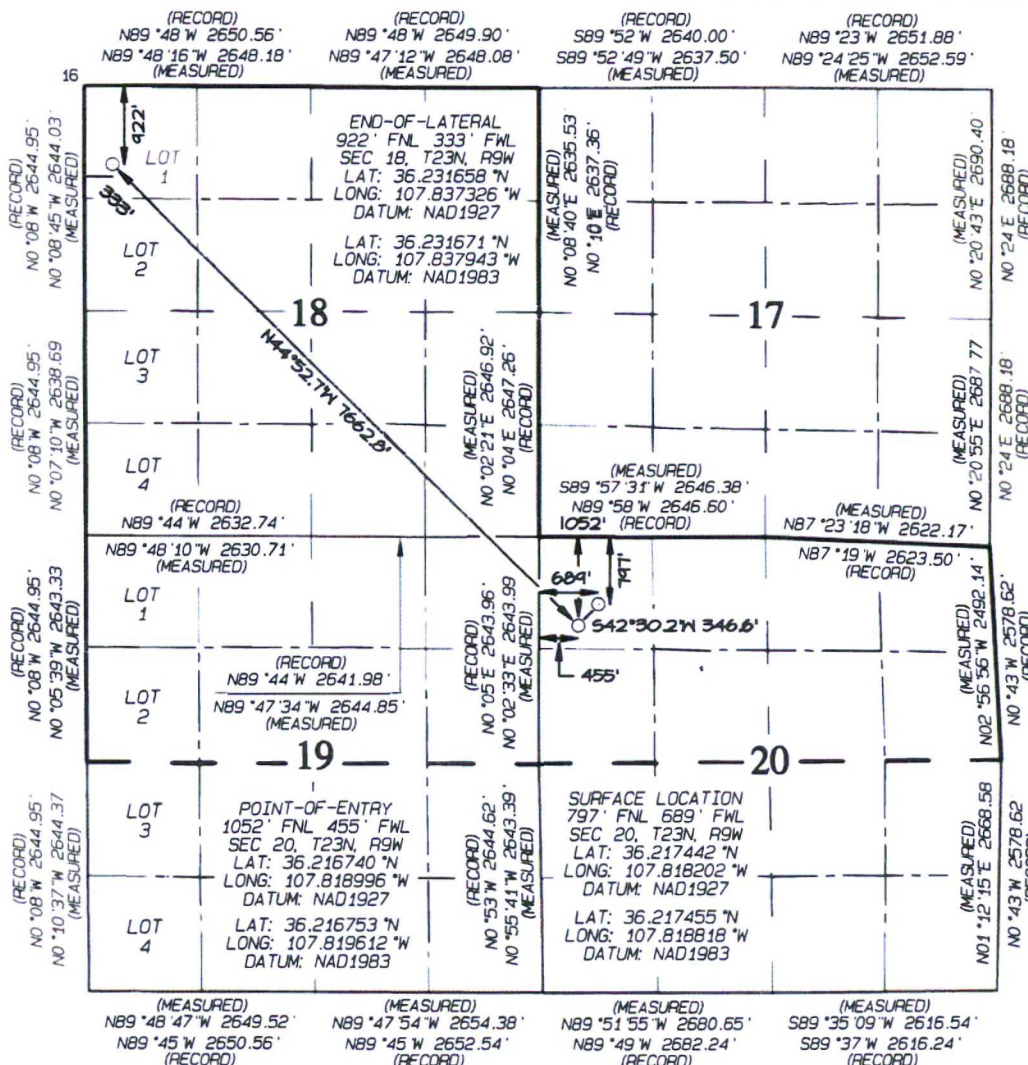 (RECORD)
N89°48'W 2650.56'
N89°48'16"W 2648.18'
(MEASURED)
(RECORD)
N89°48'W 2649.90'
N89°47'12"W 2648.08'
(MEASURED)
(RECORD)
S89°52'W 2640.00'
S89°52'49"W 2637.50'
(MEASURED)
(RECORD)
N89°23'W 2651.88'
N89°24'25"W 2652.59'
(MEASURED)
16
(RECORD)
N0°08'W 2644.95'
N0°08'45"W 2644.03'
(MEASURED)
922'
333'
LOT
1
END-OF-LATERAL
922' FNL 333' FWL
SEC 18, T23N, R9W
LAT: 36.231658°N
LONG: 107.837326°W
DATUM: NAD1927
LAT: 36.231671°N
LONG: 107.837943°W
DATUM: NAD1983
(MEASURED)
N0°08'40"E 2635.53'
N0°10'E 2637.36'
(RECORD)
(MEASURED)
N0°20'43"E 2690.40'
N0°24'E 2688.18'
(RECORD)
LOT
2
18
17
N44°52.7'W 7662.8'
(RECORD)
N0°08'W 2644.95'
N0°07'10"W 2638.69'
(MEASURED)
LOT
3
LOT
4
(MEASURED)
N0°02'21"E 2646.92'
N0°04'E 2647.26'
(RECORD)
(MEASURED)
N0°20'55"E 2687.77'
N0°24'E 2688.18'
(RECORD)
(MEASURED)
S89°57'31"W 2646.38'
N89°58'W 2646.60'
(RECORD)
(MEASURED)
N87°23'18"W 2622.17'
N87°19'W 2623.50'
(RECORD)
(RECORD)
N89°44'W 2632.74'
N89°48'10"W 2630.71'
(MEASURED)
1052'
689'
797'
S42°30.2'W 346.6'
455'
(RECORD)
N0°08'W 2644.95'
N0°05'39"W 2643.33'
(MEASURED)
LOT
1
LOT
2
(RECORD)
N89°44'W 2641.98'
N89°47'34"W 2644.85'
(MEASURED)
(RECORD)
N0°05'E 2643.96'
N0°02'33"E 2643.99'
(MEASURED)
(MEASURED)
N02°56'56"W 2492.14'
N0°43'W 2578.62'
(RECORD)
19
20
(RECORD)
N0°08'W 2644.95'
N0°10'37"W 2644.37'
(MEASURED)
LOT
3
LOT
4
POINT-OF-ENTRY
1052' FNL 455' FWL
SEC 20, T23N, R9W
LAT: 36.216740°N
LONG: 107.818996°W
DATUM: NAD1927
LAT: 36.216753°N
LONG: 107.819612°W
DATUM: NAD1983
(RECORD)
N0°53'W 2644.62'
N0°55'41"W 2643.39'
(MEASURED)
SURFACE LOCATION
797' FNL 689' FWL
SEC 20, T23N, R9W
LAT: 36.217442°N
LONG: 107.818202°W
DATUM: NAD1927
LAT: 36.217455°N
LONG: 107.818818°W
DATUM: NAD1983
(MEASURED)
N01°12'15"E 2668.58
N0°43'W 2578.62'
(RECORD)
(MEASURED)
N89°48'47"W 2649.52'
N89°45'W 2650.56'
(RECORD)
(MEASURED)
N89°47'54"W 2654.38'
N89°45'W 2652.54'
(RECORD)
(MEASURED)
N89°51'55"W 2680.65'
N89°49'W 2682.24'
(RECORD)
(MEASURED)
S89°35'09"W 2616.54'
S89°37'W 2616.24'
(RECORD)